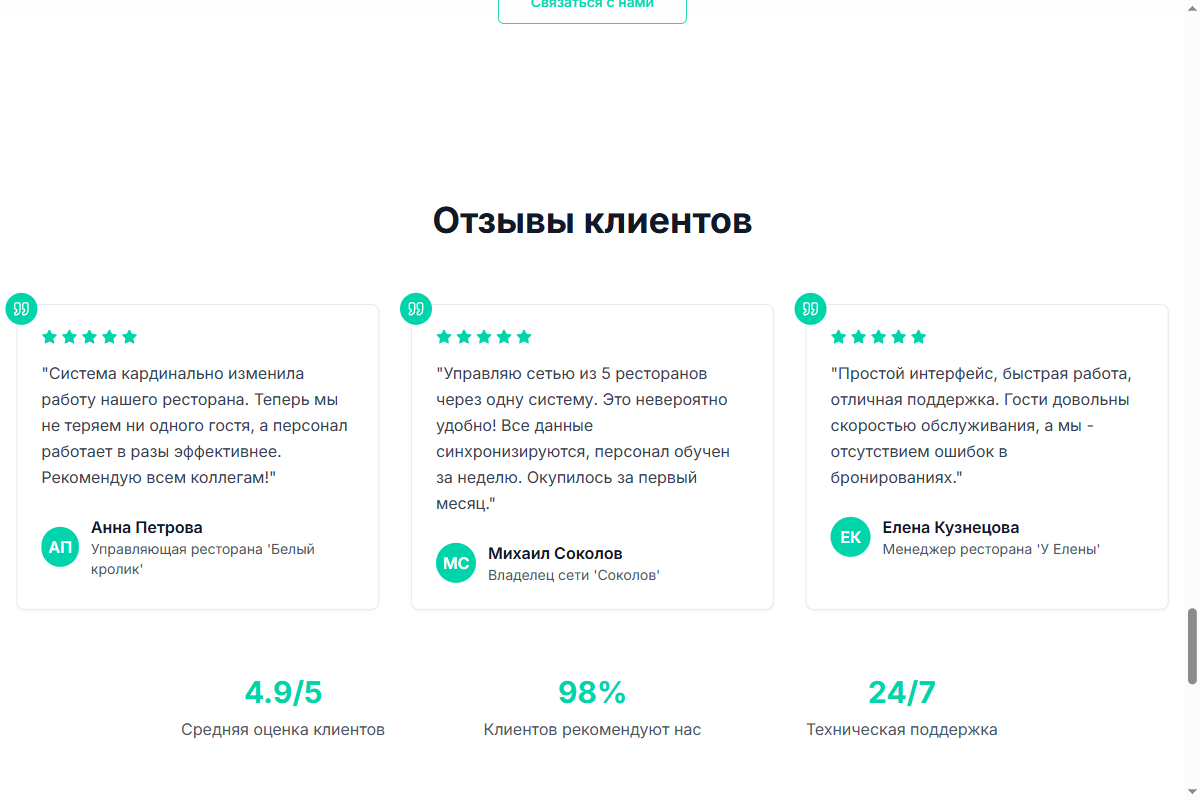 Связаться с нами
Отзывы клиентов
"Система кардинально изменила
работу нашего ресторана. Теперь мы
не теряем ни одного гостя, а персонал
работает в разы эффективнее.
Рекомендую всем коллегам!"
АП
Анна Петрова
Управляющая ресторана 'Белый
кролик'
"Управляю сетью из 5 ресторанов
через одну систему. Это невероятно
удобно! Все данные
синхронизируются, персонал обучен
за неделю. Окупилось за первый
месяц."
МС
Михаил Соколов
Владелец сети 'Соколов'
"Простой интерфейс, быстрая работа,
отличная поддержка. Гости довольны
скоростью обслуживания, а мы -
отсутствием ошибок в
бронированиях."
ЕК
Елена Кузнецова
Менеджер ресторана 'У Елены'
4.9/5
Средняя оценка клиентов
98%
Клиентов рекомендуют нас
24/7
Техническая поддержка